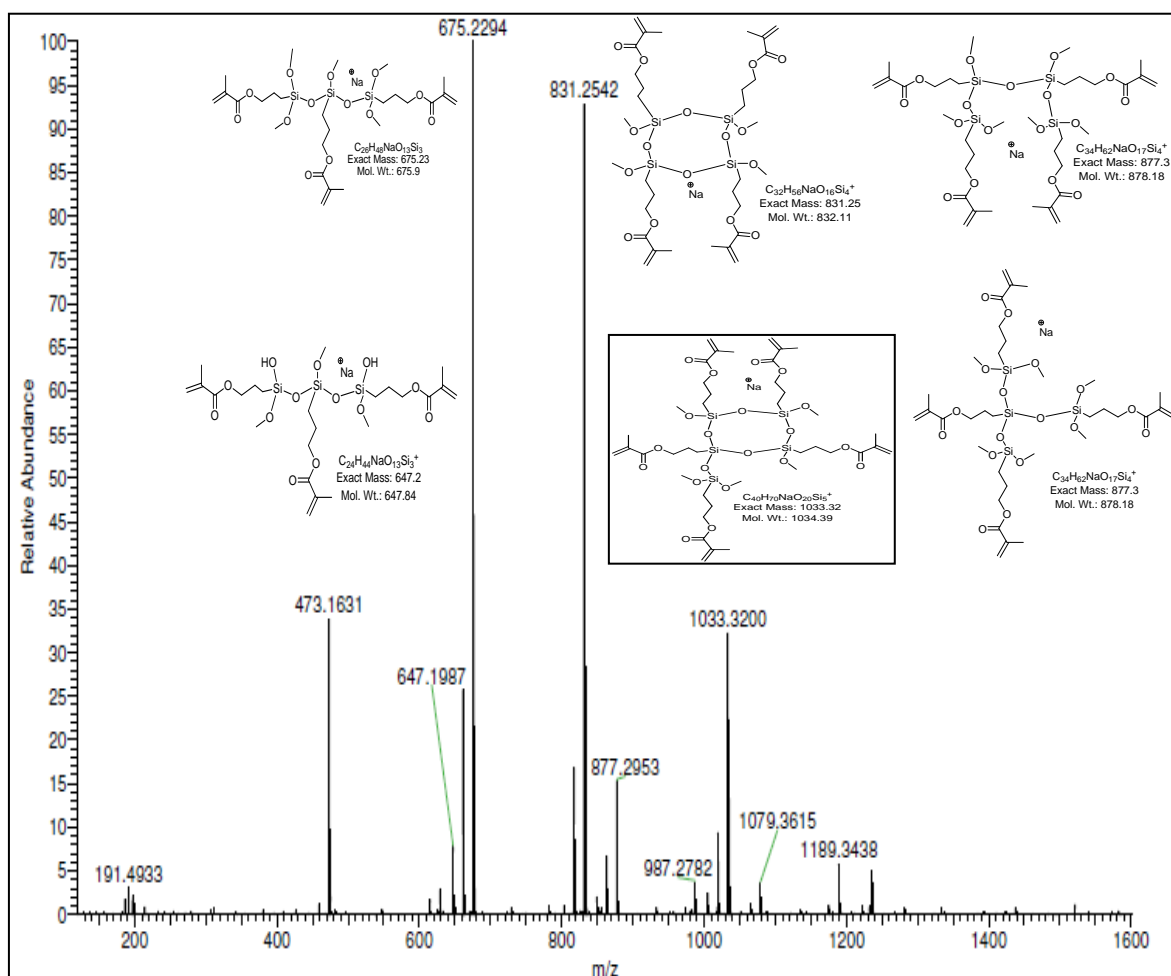 675.2294
831.2542
473.1631
647.1987
877.2953
1033.3200
987.2782
1079.3615
1189.3438
191.4933
C26H48NaO13Si3
Exact Mass: 675.23
Mol. Wt.: 675.9
C32H56NaO16Si4+
Exact Mass: 831.25
Mol. Wt.: 832.11
C34H62NaO17Si4+
Exact Mass: 877.3
Mol. Wt.: 878.18
C24H44NaO13Si3+
Exact Mass: 647.2
Mol. Wt.: 647.84
C40H70NaO20Si5+
Exact Mass: 1033.32
Mol. Wt.: 1034.39
C34H62NaO17Si4+
Exact Mass: 877.3
Mol. Wt.: 878.18
Relative Abundance
100
95
90
85
80
75
70
65
60
55
50
45
40
35
30
25
20
15
10
5
0
200 400 600 800 1000 1200 1400 1600
m/z